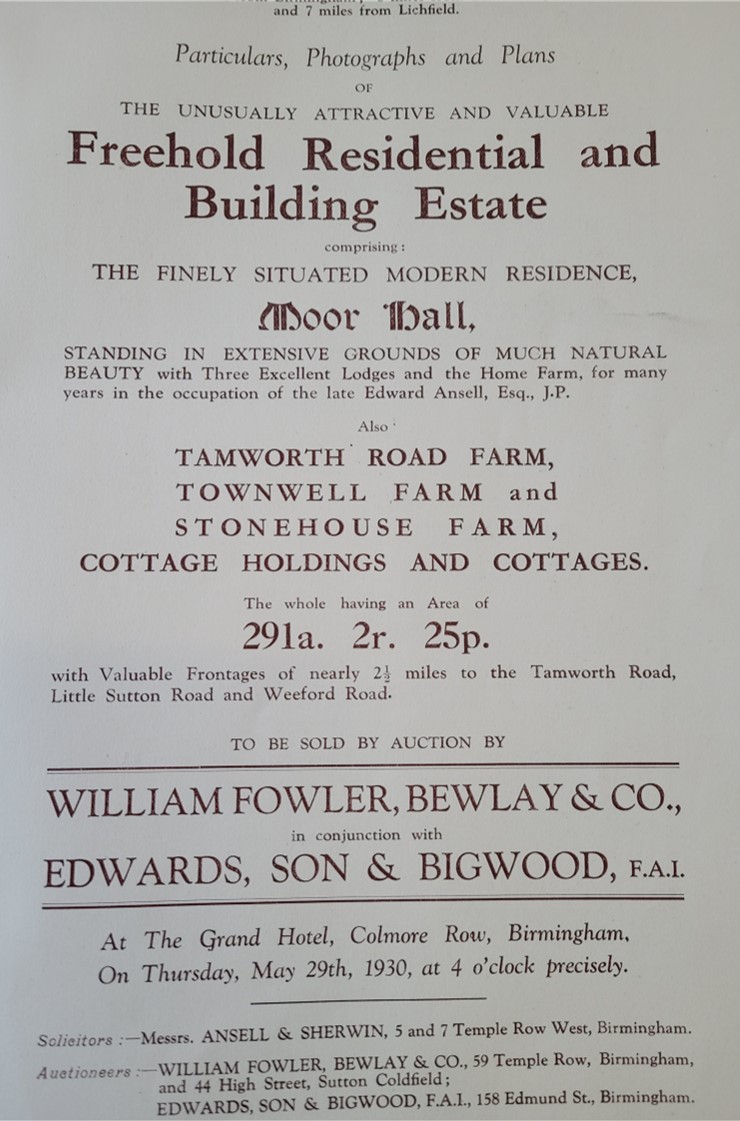 and 7 miles from Lichfield.
Particulars, Photographs and Plans
OF
THE UNUSUALLY ATTRACTIVE AND VALUABLE
Freehold Residential and
Building Estate
comprising:
THE FINELY SITUATED MODERN RESIDENCE,
Moor Hall,
STANDING IN EXTENSIVE GROUNDS OF MUCH NATURAL
BEAUTY with Three Excellent Lodges and the Home Farm, for many
years in the occupation of the late Edward Ansell, Esq., J.P.
Also
TAMWORTH ROAD FARM,
TOWNWELL FARM and
STONEHOUSE FARM,
COTTAGE HOLDINGS AND COTTAGES.
The whole having an Area of
291a. 2r. 25p.
with Valuable Frontages of nearly 2½ miles to the Tamworth Road,
Little Sutton Road and Weeford Road.
TO BE SOLD BY AUCTION BY
WILLIAM FOWLER, BEWLAY & CO.,
in conjunction with
EDWARDS, SON & BIGWOOD, F.A.I.
At The Grand Hotel, Colmore Row, Birmingham,
On Thursday, May 29th, 1930, at 4 o'clock precisely.
Solicitors :—Messrs. ANSELL & SHERWIN, 5 and 7 Temple Row West, Birmingham.
Auctioneers :—WILLIAM FOWLER, BEWLAY & CO., 59 Temple Row, Birmingham,
and 44 High Street, Sutton Coldfield;
EDWARDS, SON & BIGWOOD, F.A.I., 158 Edmund St., Birmingham.